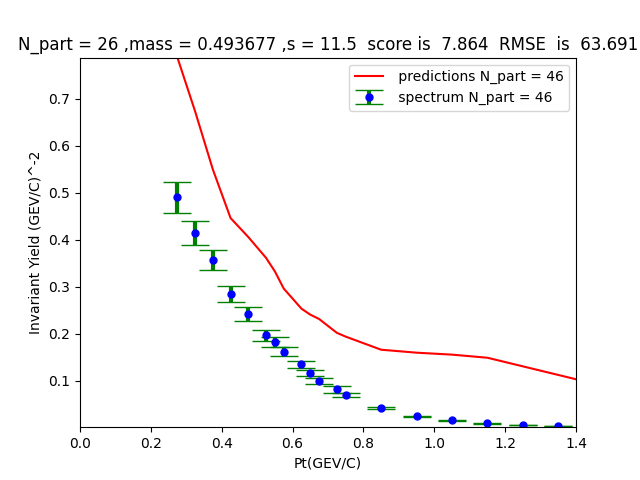 N_part = 26 ,mass = 0.493677 ,s = 11.5  score is  7.864  RMSE  is  63.691
predictions N_part = 46
spectrum N_part = 46
Invariant Yield (GEV/C)^-2
0.7
0.6
0.5
0.4
0.3
0.2
0.1
0.0 0.2 0.4 0.6 0.8 1.0 1.2 1.4
Pt(GEV/C)